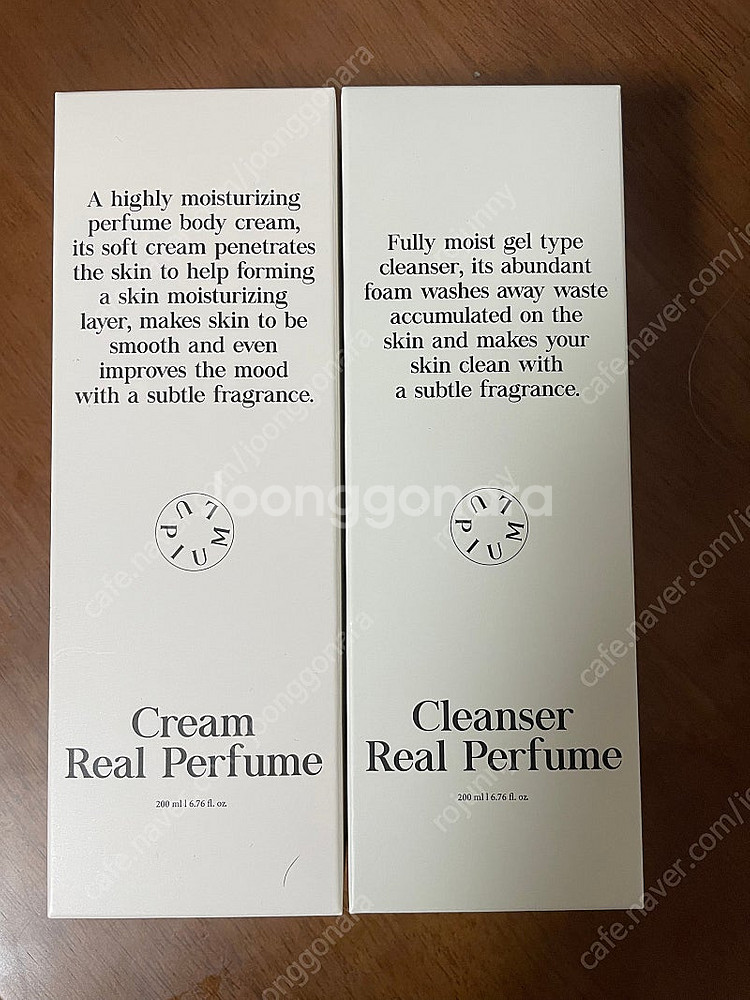 A highly moisturizing
perfume body cream,
its soft cream penetrates
the skin to help forming
a skin moisturizing
layer, makes skin to be
smooth and even
improves the mood
with a subtle fragrance.
LUPIUM
Cream
Real Perfume
200 ml l 6.76 fl. oz.
Fully moist gel type
cleanser, its abundant
foam washes away waste
accumulated on the
skin and makes your
skin clean with
a subtle fragrance.
LUPIUM
Cleanser
Real Perfume
200 ml l 6.76 fl. oz.
joonggonara
cafe.naver.com/joonggonara